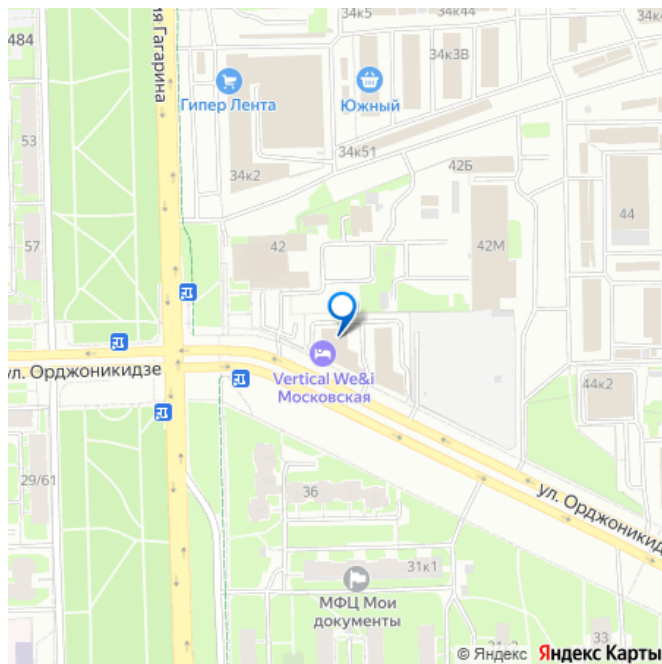 34к5
34к44
484
ия Гагарина
34к3В
Гипер Лента
Южный
53
34к51
42Б
34к2
44
57
42
42М
ул. Орджоникидзе
Vertical We&i
Московская
44к2
29/61
36
ул. Орджоникидз
31к1
МФЦ Мои
документы
33
© Яндекс Яндекс Карты